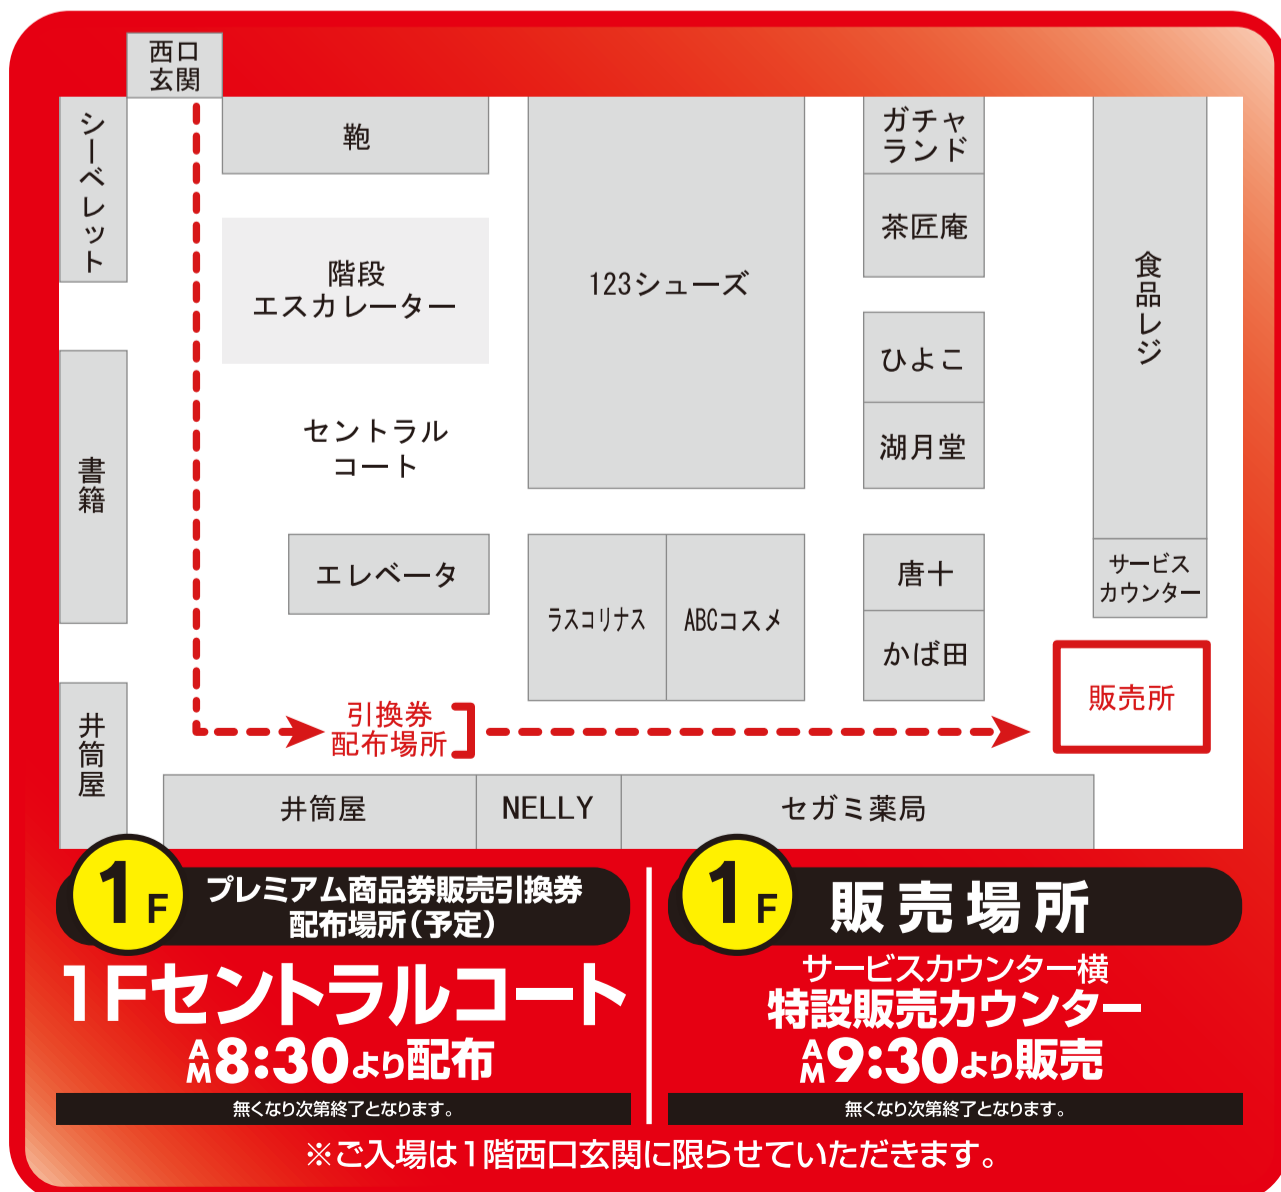 西口
玄関
シーベレット
鞄
ガチャ
ランド
茶匠庵
階段
エスカレーター
123シューズ
食品レジ
ひよこ
湖月堂
セントラル
コート
書籍
エレベータ
ラスコリナス
ABCコスメ
唐十
かば田
サービス
カウンター
販売所
引換券
配布場所
井筒屋
井筒屋
NELLY
セガミ薬局
1F
プレミアム商品券販売引換券
配布場所(予定)
1Fセントラルコート
AM8:30より配布
無くなり次第終了となります。
1F
販売場所
サービスカウンター横
特設販売カウンター
AM9:30より販売
無くなり次第終了となります。
※ご入場は1階西口玄関に限らせていただきます。